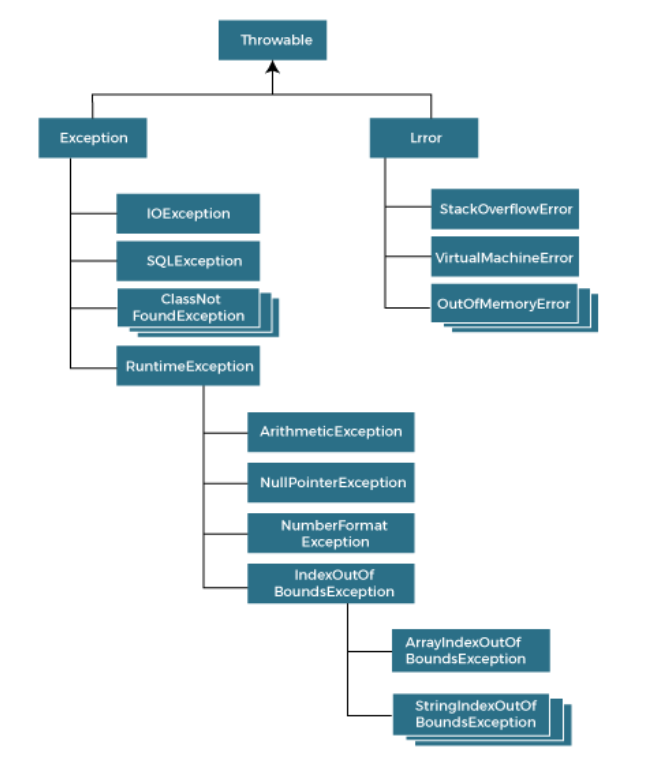 Throwable
Exception
Lrror
IOException
SQLException
ClassNot
FoundException
RuntimeException
StackOverflowError
VirtualMachineError
OutOfMemoryError
ArithmeticException
NullPointerException
NumberFormat
Exception
IndexOutOf
BoundsException
ArrayIndexOutOf
BoundsException
StringIndexOutOf
BoundsException